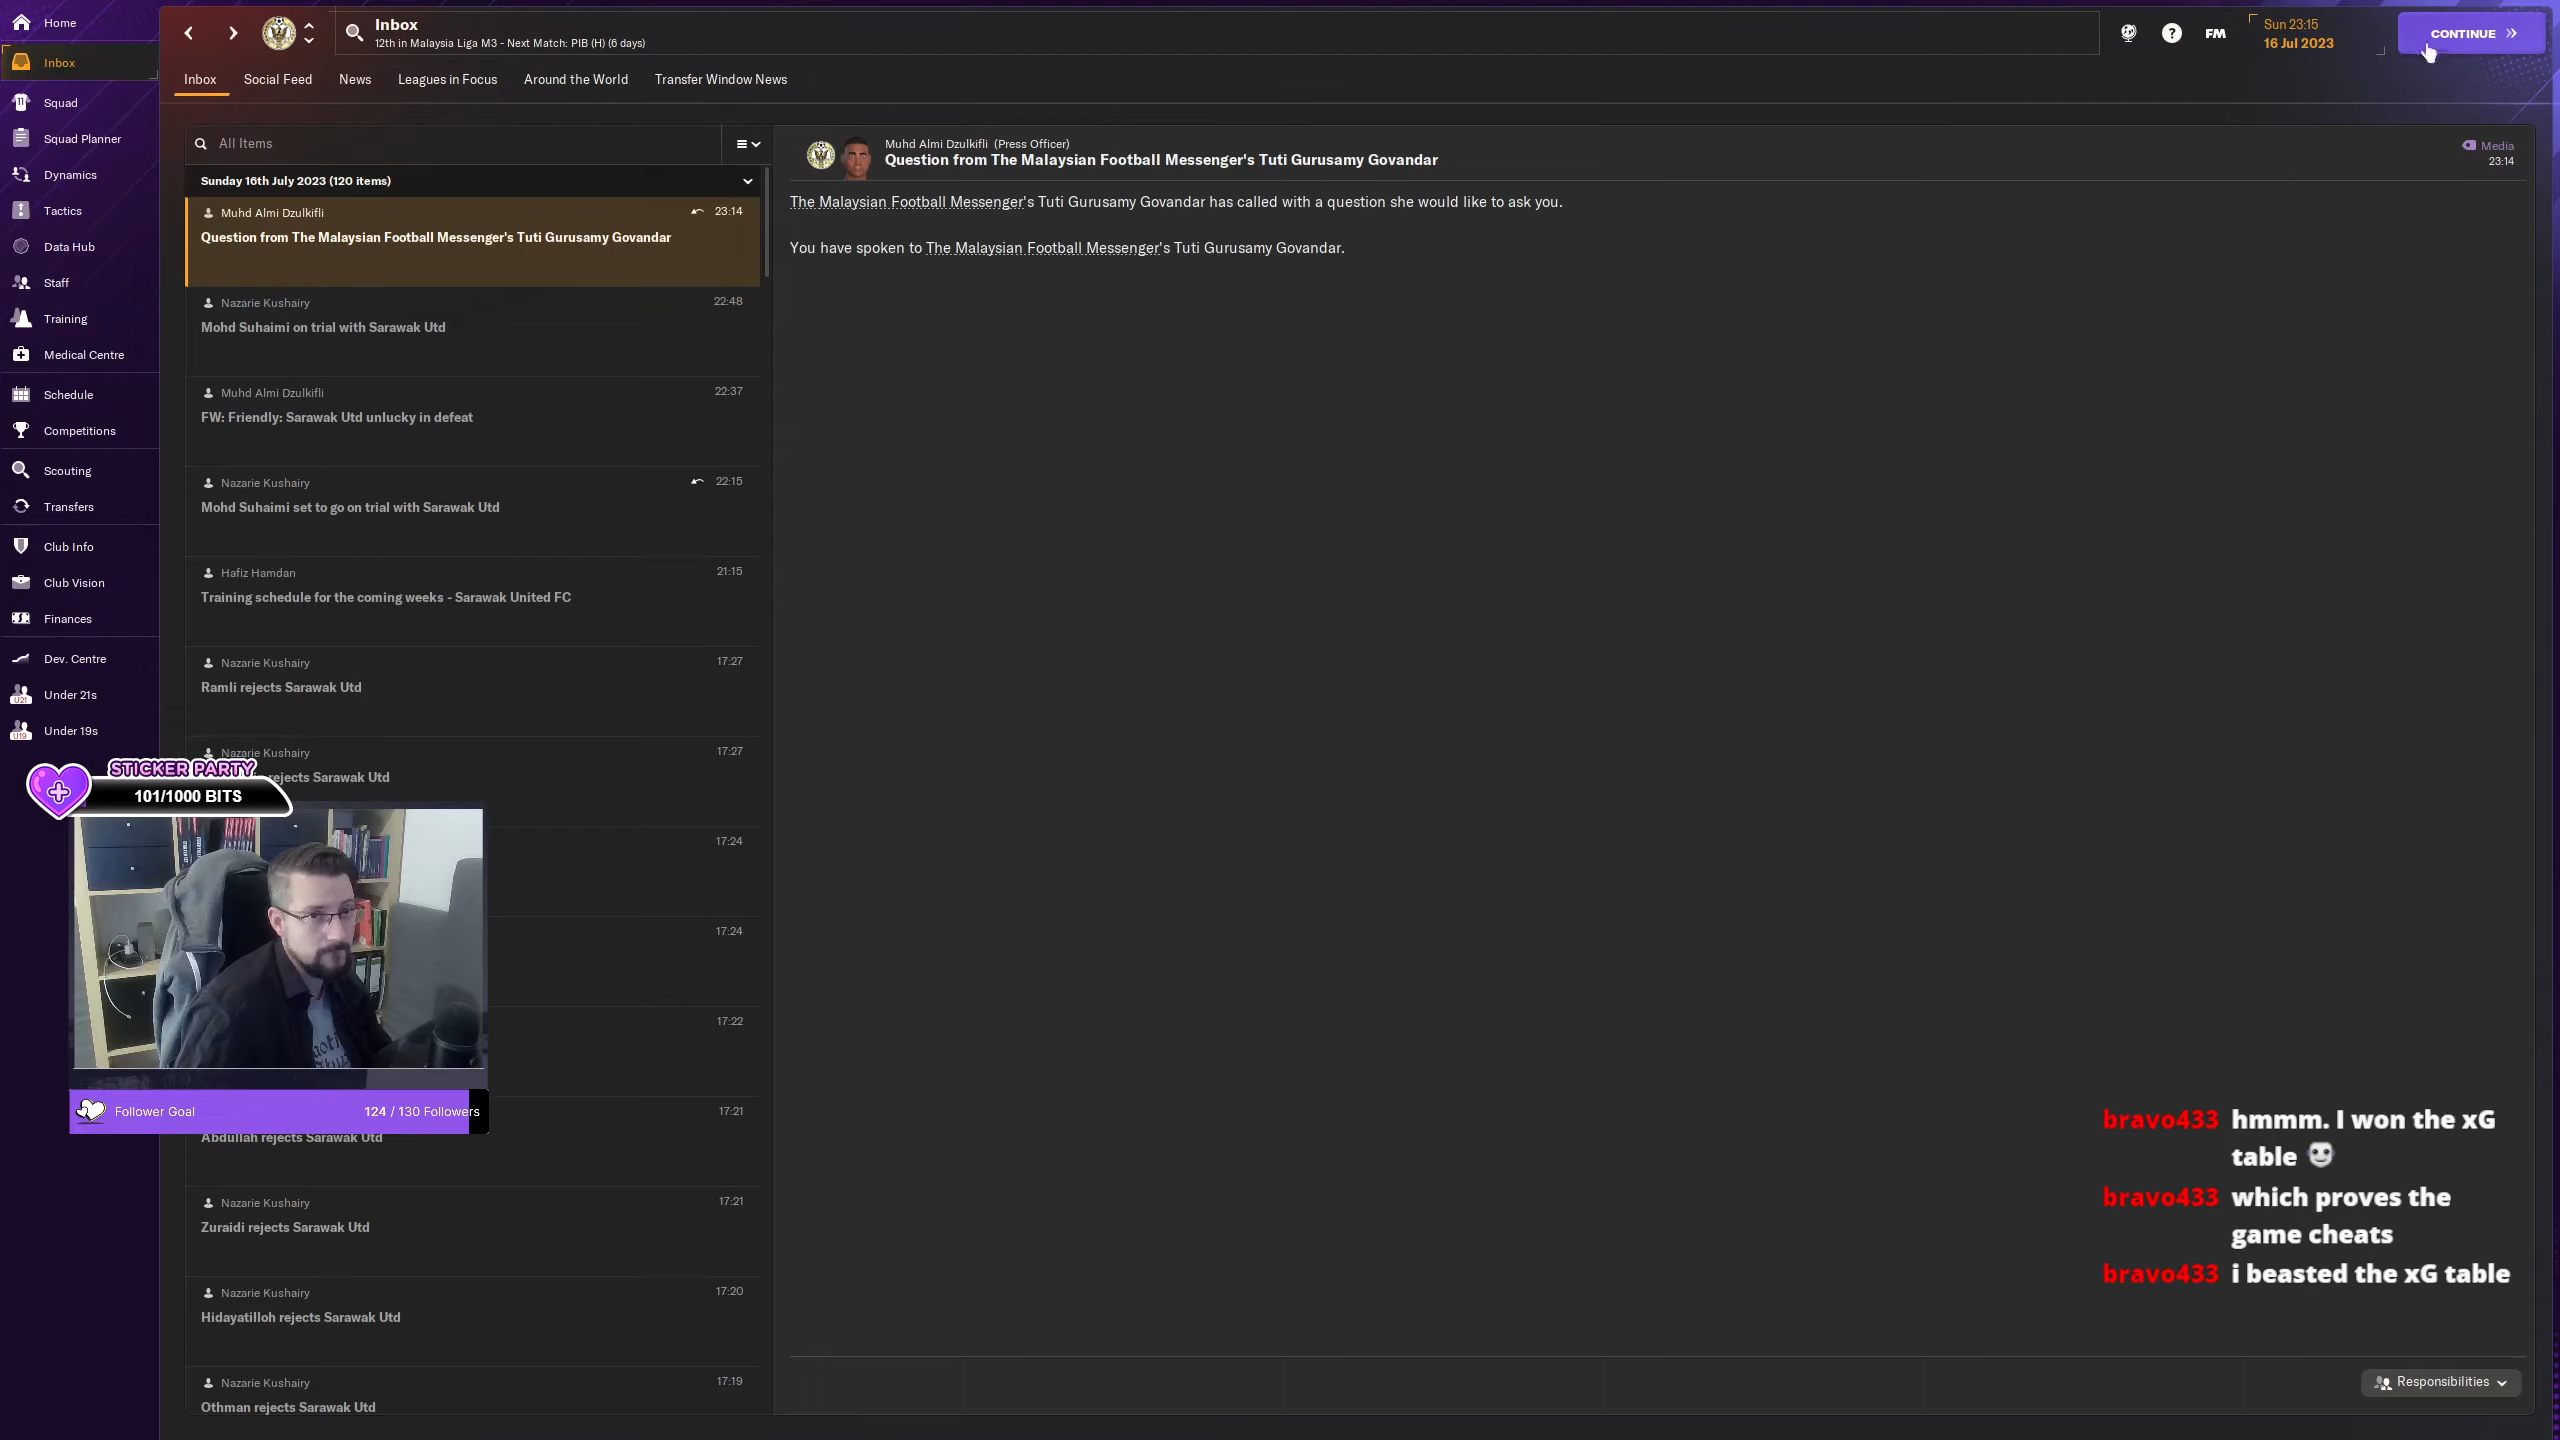 Home
Inbox
Squad
Squad Planner
Dynamics
Tactics
Data Hub
Staff
Training
Medical Centre
Schedule
Competitions
Scouting
Transfers
Club Info
Club Vision
Finances
Dev. Centre
Under 21s
Under 19s
Inbox
12th in Malaysia Liga M3 - Next Match: PIB (H) (6 days)
FM
Sun 23:15
16 Jul 2023
CONTINUE
Inbox Social Feed News Leagues in Focus Around the World Transfer Window News
All Items
Sunday 16th July 2023 (120 items)
Muhd Almi Dzulkifli 23:14
Question from The Malaysian Football Messenger's Tuti Gurusamy Govandar
Nazarie Kushairy 22:48
Mohd Suhaimi on trial with Sarawak Utd
Muhd Almi Dzulkifli 22:37
FW: Friendly: Sarawak Utd unlucky in defeat
Nazarie Kushairy 22:15
Mohd Suhaimi set to go on trial with Sarawak Utd
Hafiz Hamdan 21:15
Training schedule for the coming weeks - Sarawak United FC
Nazarie Kushairy 17:27
Ramli rejects Sarawak Utd
Nazarie Kushairy 17:27
rejects Sarawak Utd
17:24
17:24
17:22
17:21
Abdullah rejects Sarawak Utd
Nazarie Kushairy 17:21
Zuraidi rejects Sarawak Utd
Nazarie Kushairy 17:20
Hidayatilloh rejects Sarawak Utd
Nazarie Kushairy 17:19
Othman rejects Sarawak Utd
Muhd Almi Dzulkifli (Press Officer)
Question from The Malaysian Football Messenger's Tuti Gurusamy Govandar
Media
23:14
The Malaysian Football Messenger's Tuti Gurusamy Govandar has called with a question she would like to ask you.
You have spoken to The Malaysian Football Messenger's Tuti Gurusamy Govandar.
STICKER PARTY
101/1000 BITS
Follower Goal 124 / 130 Followers
bravo433 hmmm. I won the xG
table
bravo433 which proves the
game cheats
bravo433 i beasted the xG table
Responsibilities